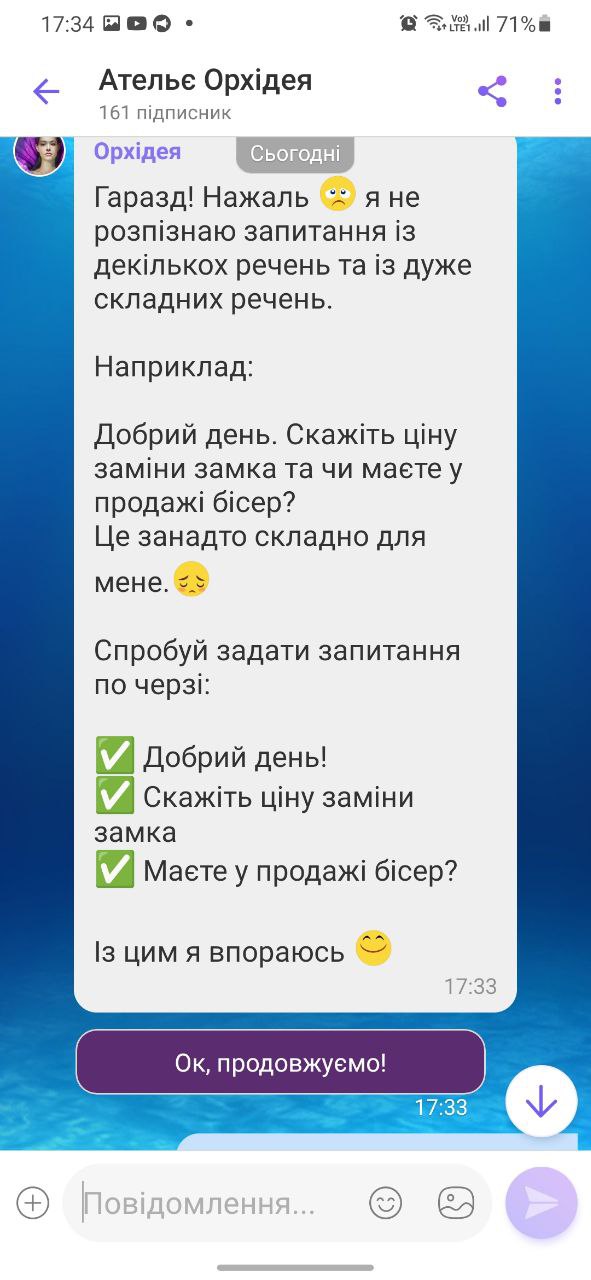 17:34
Vo)) LTE1 71%
Ательє Орхідея
161 підписник
Орхідея
Сьогодні
Гаразд! Нажаль 🙁 я не
розпізнаю запитання із
декількох речень та із дуже
складних речень.
Наприклад:
Добрий день. Скажіть ціну
заміни замка та чи маєте у
продажі бісер?
Це занадто складно для
мене.😔
Спробуй задати запитання
по черзі:
✅ Добрий день!
✅ Скажіть ціну заміни
замка
✅ Маєте у продажі бісер?
Із цим я впораюсь 😊
17:33
Ок, продовжуємо!
17:33
Повідомлення...